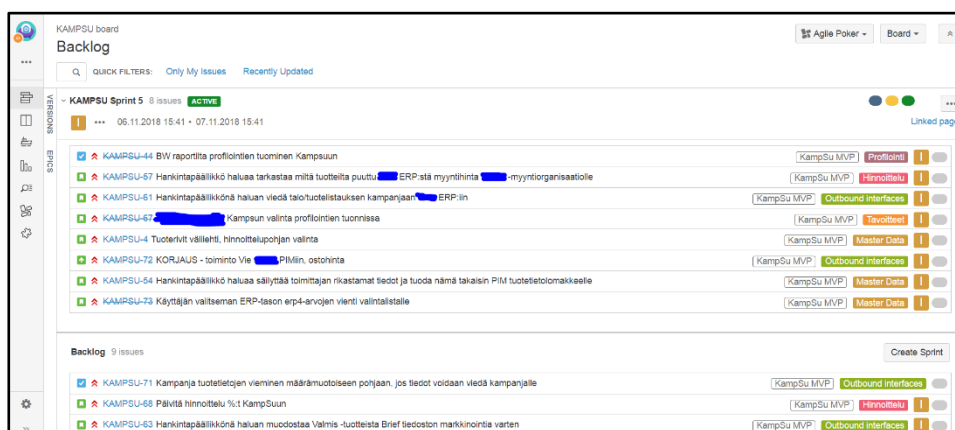 KAMPSU board
Agile Poker
Board
Backlog
QUICK FILTERS: Only My Issues Recently Updated
VERSIONS
EPICS
KAMPSU Sprint 5 8 issues ACTIVE
06.11.2018 15:41 • 07.11.2018 15:41
Linked page
KAMPSU-44 BW raportilta profilointien tuominen Kampsuun KampSu MVP Profilointi
KAMPSU-57 Hankintapäällikkö haluaa tarkastaa miltä tuotteilta puuttu ERP:stä myyntihinta -myyntiorganisaatiolle KampSu MVP Hinnoittelu
KAMPSU-61 Hankintapäällikönä haluan viedä talo/tuotelistauksen kampanjaan ERP:iin KampSu MVP Outbound interfaces
KAMPSU-67 Kampsun valinta profilointien tuonnissa KampSu MVP Tavoitteet
KAMPSU-4 Tuoterivit välilehti, hinnoittelupohjan valinta KampSu MVP Master Data
KAMPSU-72 KORJAUS - toiminto Vie PIMiin, ostohinta KampSu MVP Outbound interfaces
KAMPSU-54 Hankintapäällikkö haluaa säilyttää toimittajan rikastamat tiedot ja tuoda nämä takaisin PIM tuotetietolomakkeelle KampSu MVP Master Data
KAMPSU-73 Käyttäjän valitseman ERP-tason erp4-arvojen vienti valintalistalle KampSu MVP Master Data
Backlog 9 issues
Create Sprint
KAMPSU-71 Kampanja tuotetietojen vieminen määrämuotoiseen pohjaan, jos tiedot voidaan viedä kampanjalle KampSu MVP Outbound interfaces
KAMPSU-68 Päivitä hinnoittelu %:t KampSuun KampSu MVP Hinnoittelu
KAMPSU-63 Hankintapäällikkönä haluan muodostaa Valmis -tuotteista Brief tiedoston markkinointia varten KampSu MVP Outbound interfaces